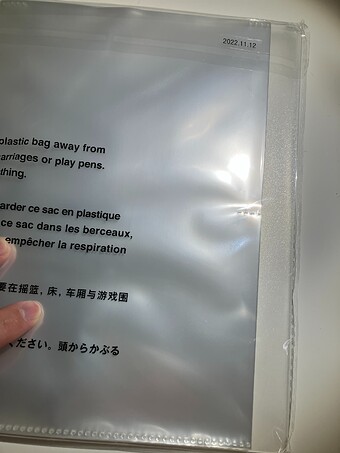 2022.11.12
plastic bag away from
carriages or play pens.
thing.
arder ce sac en plastique
ce sac dans les berceaux,
empêcher la respiration
要在摇篮, 床, 车厢与游戏围
ください。頭からかぶる